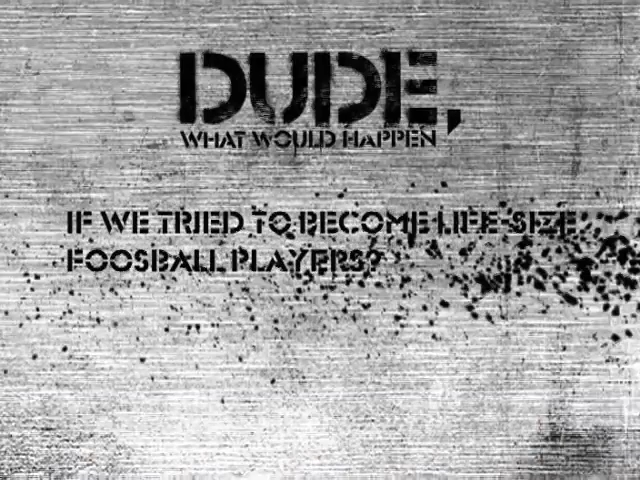 DUDE,
WHAT WOULD HAPPEN
IF WE TRIED TO BECOME LIFE-SIZE
FOOSBALL PLAYERS?